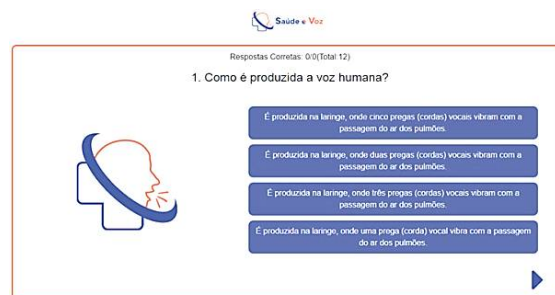 Saúde e Voz
Respostas Corretas: 0/0(Total 12)
1. Como é produzida a voz humana?
É produzida na laringe, onde cinco pregas (cordas) vocais vibram com a
passagem do ar dos pulmões.
É produzida na laringe, onde duas pregas (cordas) vocais vibram com a
passagem do ar dos pulmões.
É produzida na laringe, onde três pregas (cordas) vocais vibram com a
passagem do ar dos pulmões.
É produzida na laringe, onde uma prega (corda) vocal vibra com a passagem
do ar dos pulmões.